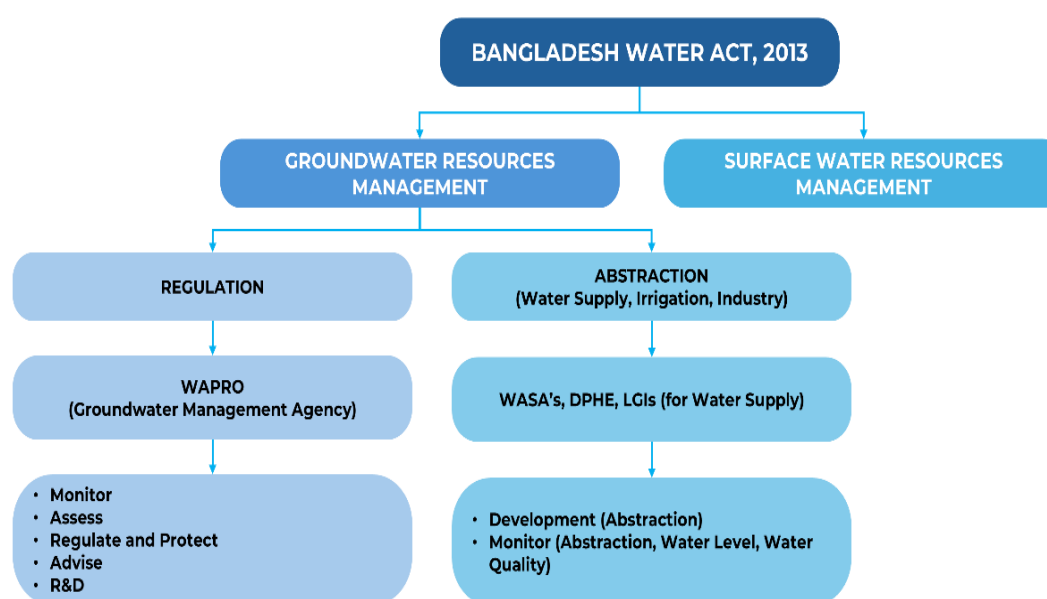 BANGLADESH WATER ACT, 2013
GROUNDWATER RESOURCES
MANAGEMENT
SURFACE WATER RESOURCES
MANAGEMENT
REGULATION
ABSTRACTION
(Water Supply, Irrigation, Industry)
WAPRO
(Groundwater Management Agency)
WASA's, DPHE, LGIs (for Water Supply)
• Monitor
• Assess
• Regulate and Protect
• Advise
• R&D
• Development (Abstraction)
• Monitor (Abstraction, Water Level, Water
Quality)